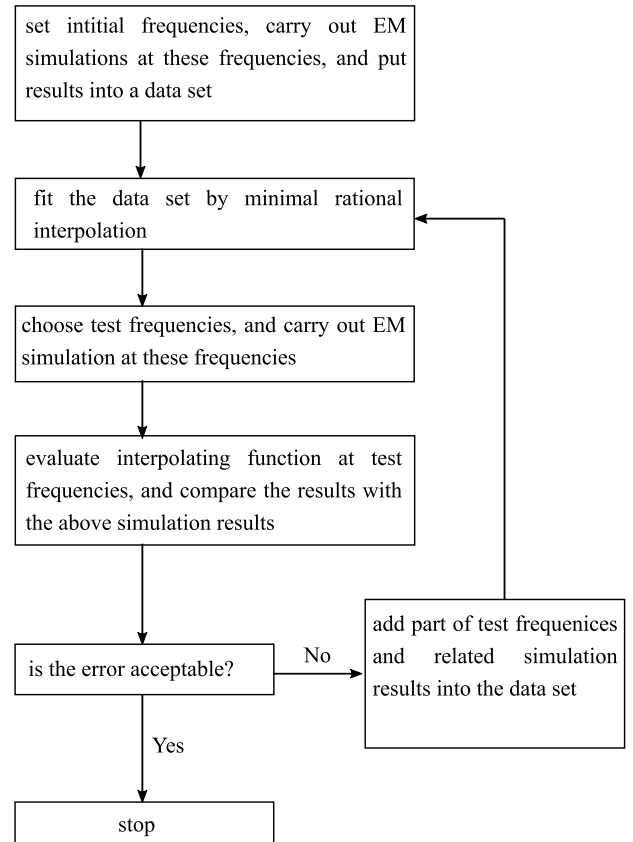 set intitial frequencies, carry out EM
simulations at these frequencies, and put
results into a data set
fit the data set by minimal rational
interpolation
choose test frequencies, and carry out EM
simulation at these frequencies
evaluate interpolating function at test
frequencies, and compare the results with
the above simulation results
is the error acceptable?
No
add part of test frequenices
and related simulation
results into the data set
Yes
stop